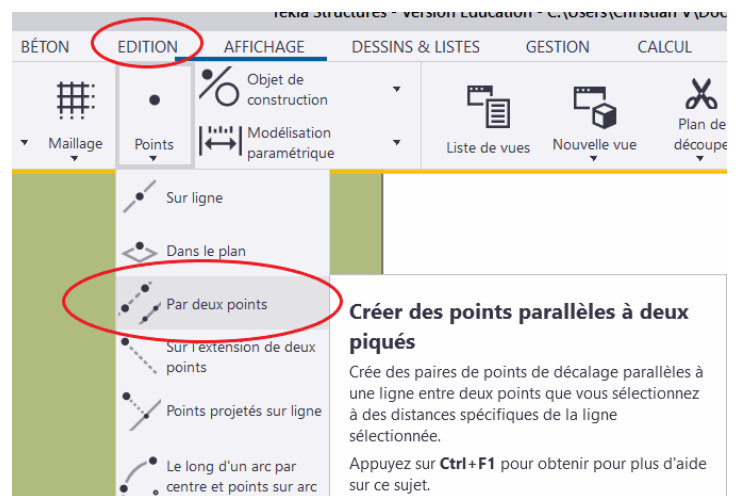 Tekla Structures - Version Education - C:\Users\Christian V\Doc
BÉTON EDITION AFFICHAGE DESSINS & LISTES GESTION CALCUL
Maillage
Points
Objet de
construction
Modélisation
paramétrique
Liste de vues
Nouvelle vue
Plan de
découpe
Sur ligne
Dans le plan
Par deux points
Sur l'extension de deux
points
Points projetés sur ligne
Le long d'un arc par
centre et points sur arc
Créer des points parallèles à deux
piqués
Crée des paires de points de décalage parallèles à
une ligne entre deux points que vous sélectionnez
à des distances spécifiques de la ligne
sélectionnée.
Appuyez sur Ctrl+F1 pour obtenir pour plus d'aide
sur ce sujet.